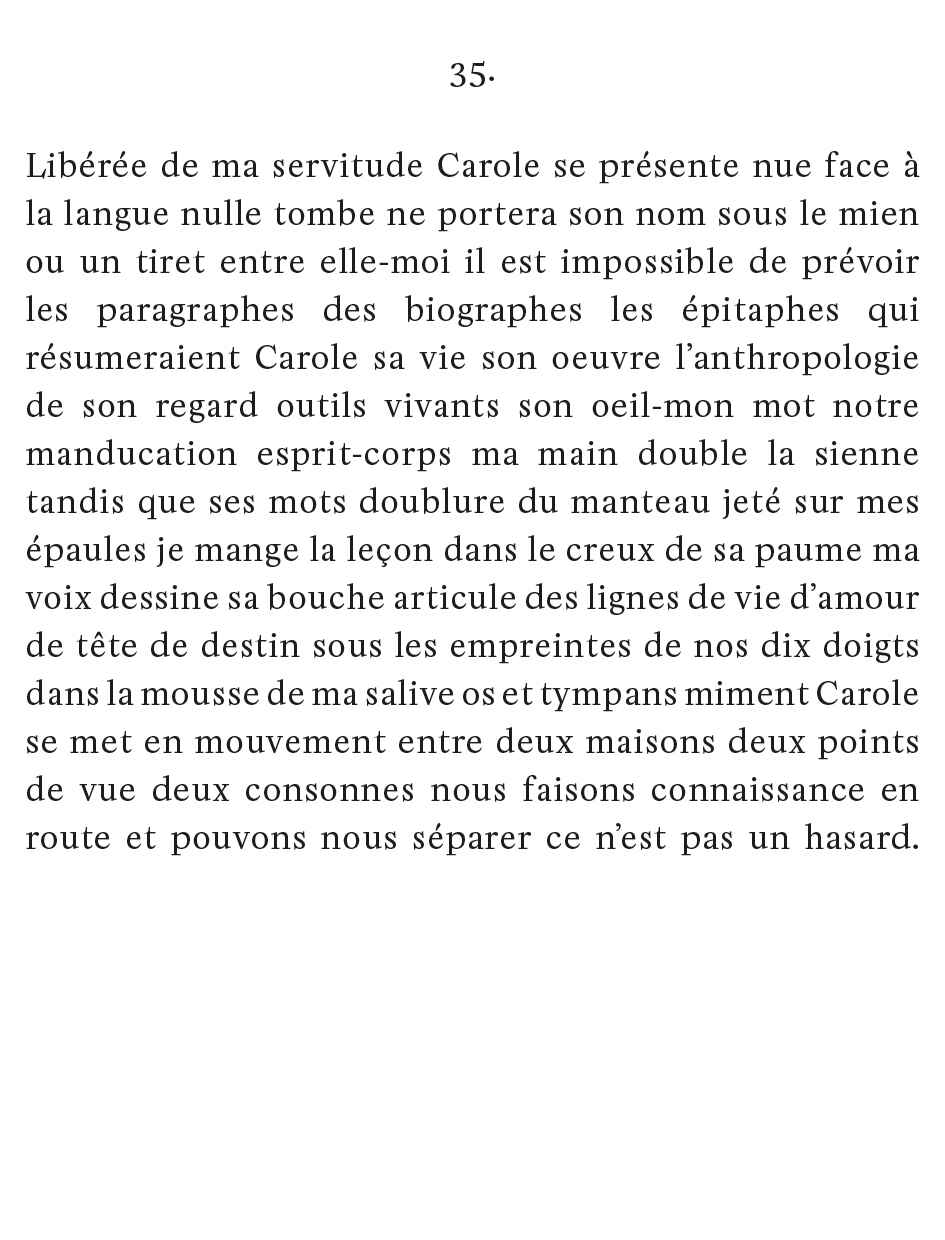 35.
Libérée de ma servitude Carole se présente nue face à
la langue nulle tombe ne portera son nom sous le mien
ou un tiret entre elle-moi il est impossible de prévoir
les paragraphes des biographes les épitaphes qui
résumeraient Carole sa vie son oeuvre l’anthropologie
de son regard outils vivants son oeil-mon mot notre
manducation esprit-corps ma main double la sienne
tandis que ses mots doublure du manteau jeté sur mes
épaules je mange la leçon dans le creux de sa paume ma
voix dessine sa bouche articule des lignes de vie d’amour
de tête de destin sous les empreintes de nos dix doigts
dans la mousse de ma salive os et tympans miment Carole
se met en mouvement entre deux maisons deux points
de vue deux consonnes nous faisons connaissance en
route et pouvons nous séparer ce n’est pas un hasard.